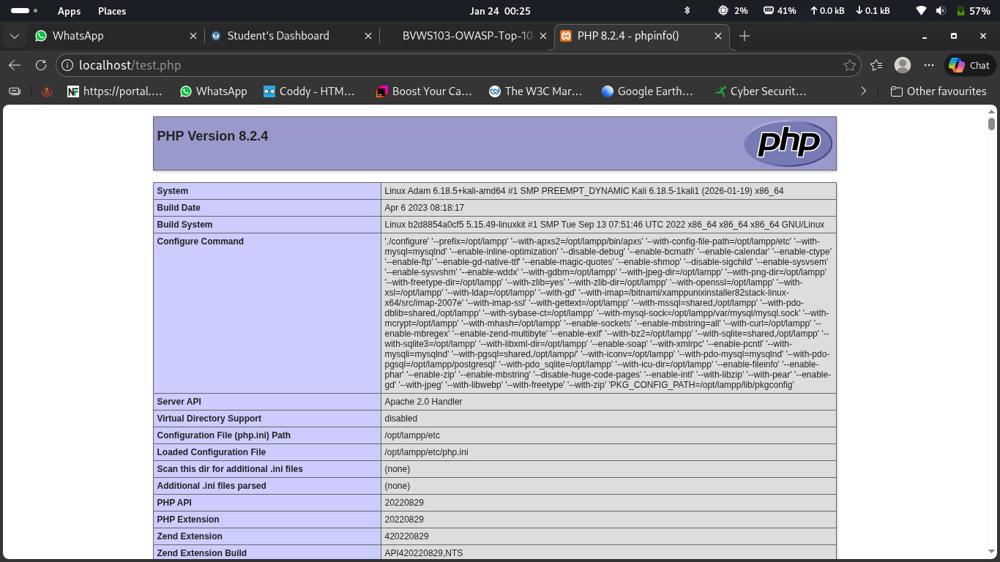 Apps Places Jan 24 00:25 2% 41% 0.0 kB 0.1 kB 57%
WhatsApp Student's Dashboard BVWS103-OWASP-Top-10 PHP 8.2.4 - phpinfo()
localhost/test.php Chat
https://portal.... WhatsApp Coddy - HTM... Boost Your Ca... The W3C Mar... Google Earth... Cyber Securit... Other favourites
PHP Version 8.2.4 php
System Linux Adam 6.18.5+kali-amd64 #1 SMP PREEMPT_DYNAMIC Kali 6.18.5-1kali1 (2026-01-19) x86_64
Build Date Apr 6 2023 08:18:17
Build System Linux b2d8854a0cf5 5.15.49-linuxkit #1 SMP Tue Sep 13 07:51:46 UTC 2022 x86_64 x86_64 x86_64 GNU/Linux
Configure Command './configure' '--prefix=/opt/lampp' '--with-apxs2=/opt/lampp/bin/apxs' '--with-config-file-path=/opt/lampp/etc' '--with-
mysql=mysqlnd' '--enable-inline-optimization' '--disable-debug' '--enable-bcmath' '--enable-calendar' '--enable-ctype'
'--enable-ftp' '--enable-gd-native-ttf' '--enable-magic-quotes' '--enable-shmop' '--disable-sigchild' '--enable-sysvsem'
'--enable-sysvshm' '--enable-wddx' '--with-gdbm=/opt/lampp' '--with-jpeg-dir=/opt/lampp' '--with-png-dir=/opt/lampp'
'--with-freetype-dir=/opt/lampp' '--with-zlib=yes' '--with-zlib-dir=/opt/lampp' '--with-openssl=/opt/lampp' '--with-
xsl=/opt/lampp' '--with-ldap=/opt/lampp' '--with-gd' '--with-imap=/bitnami/xamppunixinstaller82stack-linux-
x64/src/imap-2007e' '--with-imap-ssl' '--with-gettext=/opt/lampp' '--with-mssql=shared,/opt/lampp' '--with-pdo-
dblib=shared,/opt/lampp' '--with-sybase-ct=/opt/lampp' '--with-mysql-sock=/opt/lampp/var/mysql/mysql.sock' '--with-
mcrypt=/opt/lampp' '--with-mhash=/opt/lampp' '--enable-sockets' '--enable-mbstring=all' '--with-curl=/opt/lampp' '--
enable-mbregex' '--enable-zend-multibyte' '--enable-exif' '--with-bz2=/opt/lampp' '--with-sqlite=shared,/opt/lampp' '--
with-sqlite3=/opt/lampp' '--with-libxml-dir=/opt/lampp' '--enable-soap' '--with-xmlrpc' '--enable-pcntl' '--with-
mysqli=mysqlnd' '--with-pgsql=shared,/opt/lampp/' '--with-iconv=/opt/lampp' '--with-pdo-mysql=mysqlnd' '--with-pdo-
pgsql=/opt/lampp/postgresql' '--with-pdo_sqlite=/opt/lampp' '--with-icu-dir=/opt/lampp' '--enable-fileinfo' '--enable-
phar' '--enable-zip' '--enable-mbstring' '--disable-huge-code-pages' '--enable-intl' '--with-libzip' '--with-pear' '--enable-
gd' '--with-jpeg' '--with-libwebp' '--with-freetype' '--with-zip' 'PKG_CONFIG_PATH=/opt/lampp/lib/pkgconfig'
Server API Apache 2.0 Handler
Virtual Directory Support disabled
Configuration File (php.ini) Path /opt/lampp/etc
Loaded Configuration File /opt/lampp/etc/php.ini
Scan this dir for additional .ini files (none)
Additional .ini files parsed (none)
PHP API 20220829
PHP Extension 20220829
Zend Extension 420220829
Zend Extension Build API420220829,NTS